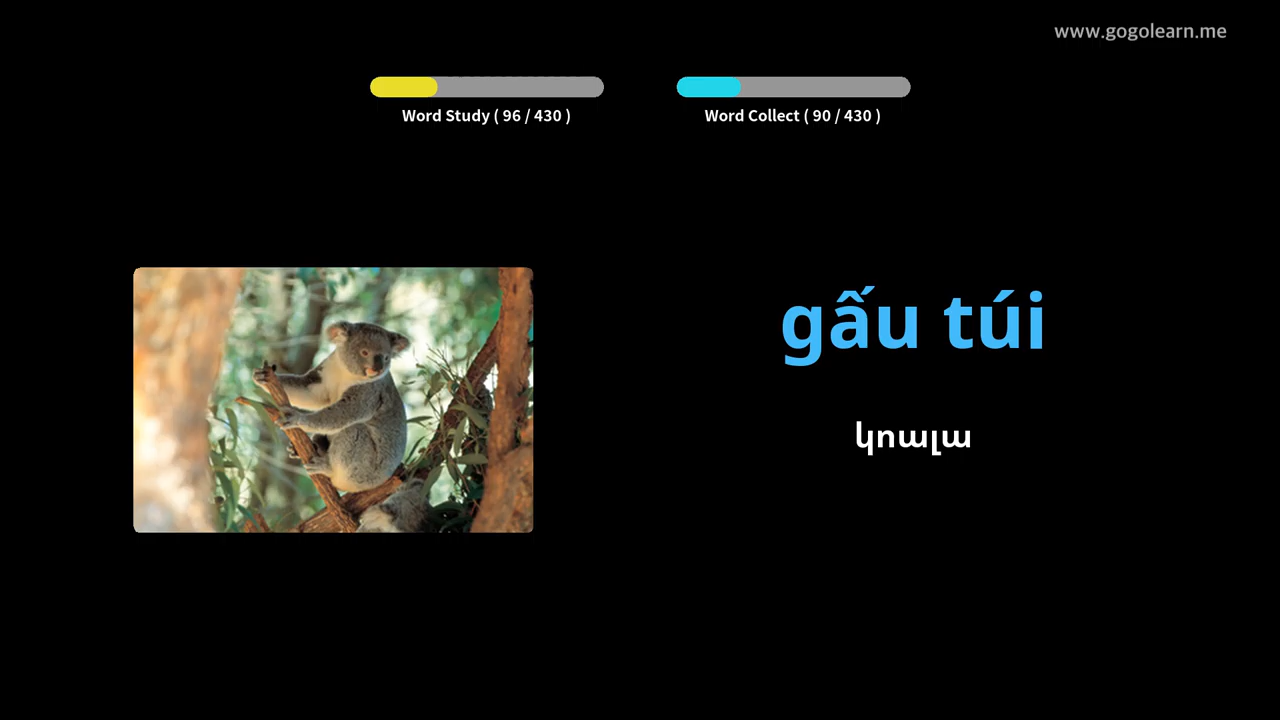 www.gogolearn.me
Word Study ( 96 / 430 )
Word Collect ( 90 / 430 )
gấu túi
կոալա